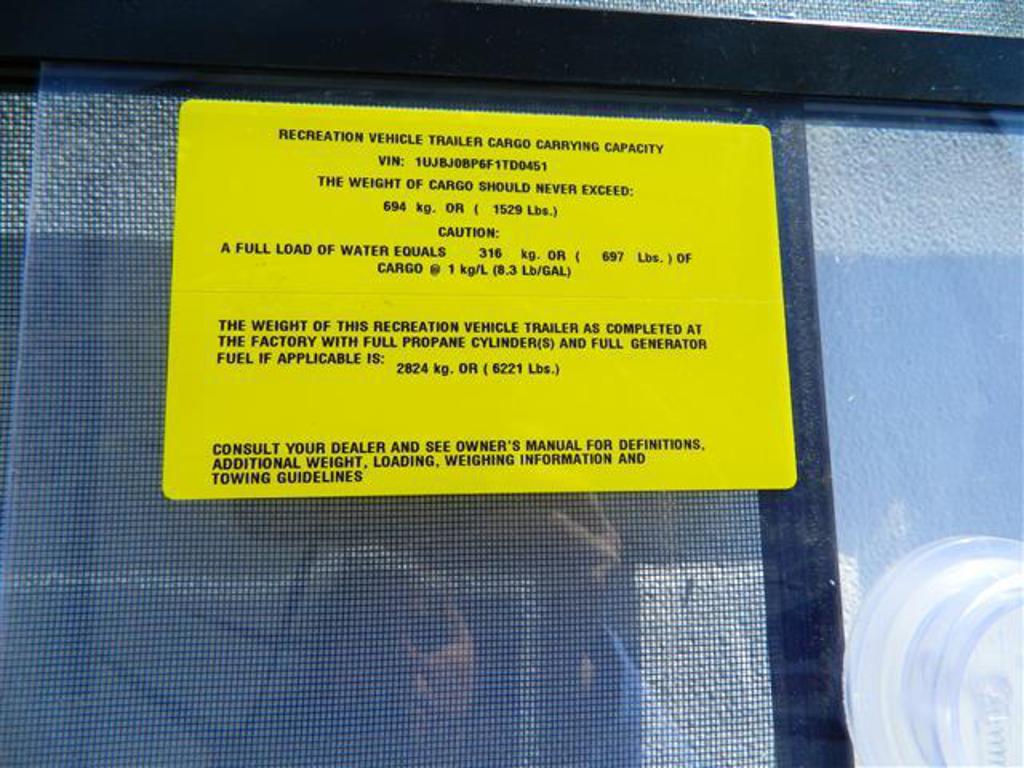 RECREATION VEHICLE TRAILER CARGO CARRYING CAPACITY
VIN: 1UJBJ0BP6F1TD0451
THE WEIGHT OF CARGO SHOULD NEVER EXCEED:
694 kg. OR ( 1529 Lbs.)
CAUTION:
A FULL LOAD OF WATER EQUALS 316 kg. OR ( 697 Lbs. ) OF
CARGO @ 1 kg/L (8.3 Lb/GAL)
THE WEIGHT OF THIS RECREATION VEHICLE TRAILER AS COMPLETED AT
THE FACTORY WITH FULL PROPANE CYLINDER(S) AND FULL GENERATOR
FUEL IF APPLICABLE IS:
2824 kg. OR ( 6221 Lbs.)
CONSULT YOUR DEALER AND SEE OWNER'S MANUAL FOR DEFINITIONS,
ADDITIONAL WEIGHT, LOADING, WEIGHING INFORMATION AND
TOWING GUIDELINES